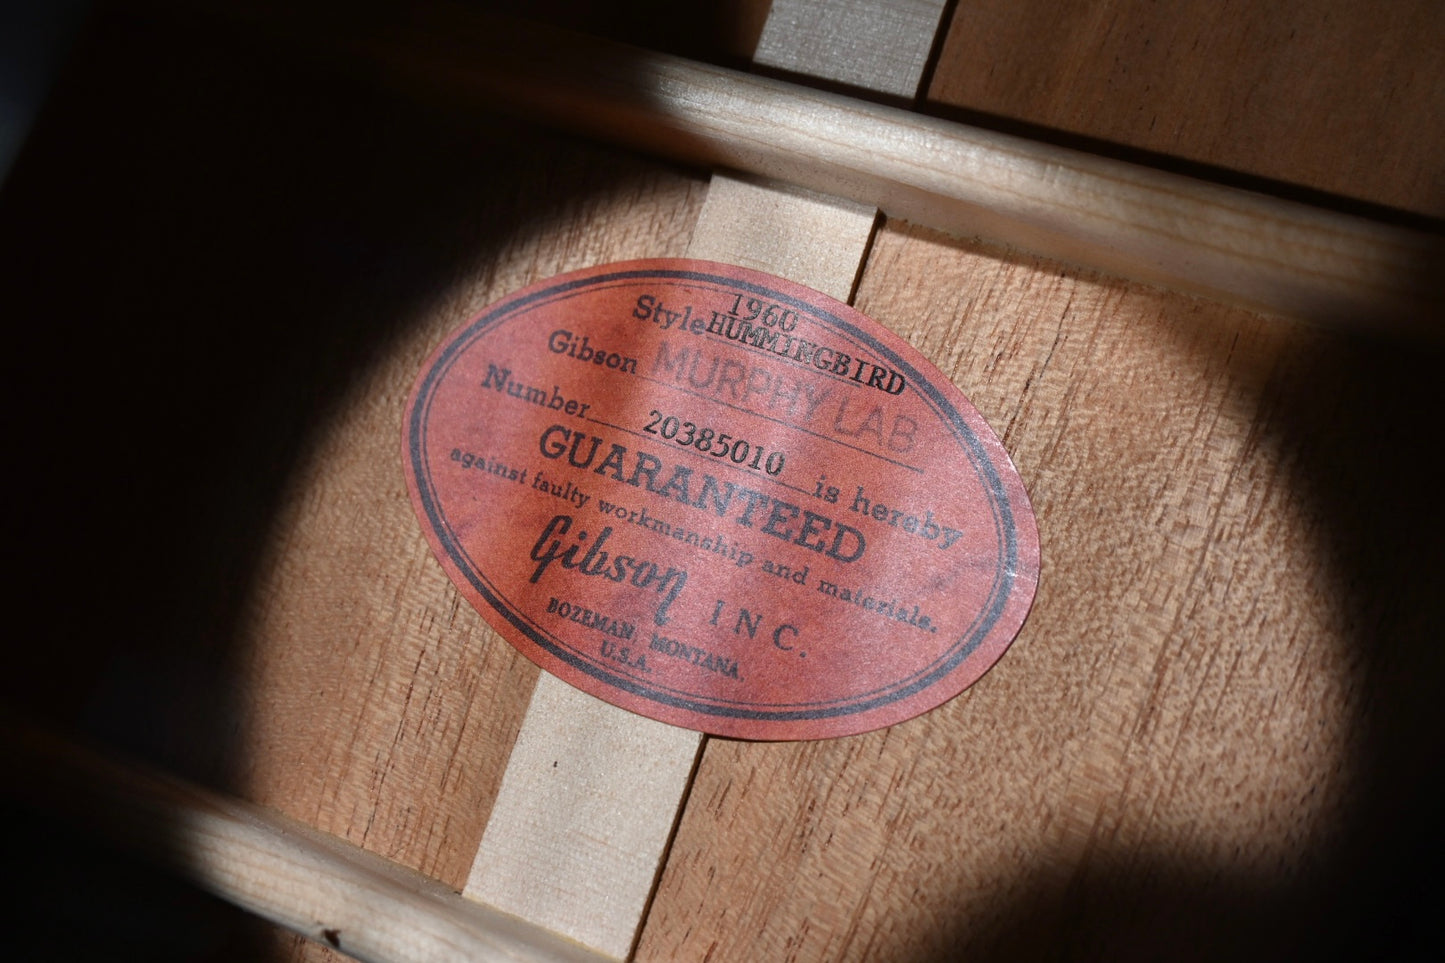 1960
Style HUMMINGBIRD
Gibson MURPHY LAB
Number 20385010 is hereby
GUARANTEED
against faulty workmanship and materials.
Gibson INC.
BOZEMAN, MONTANA
U.S.A.